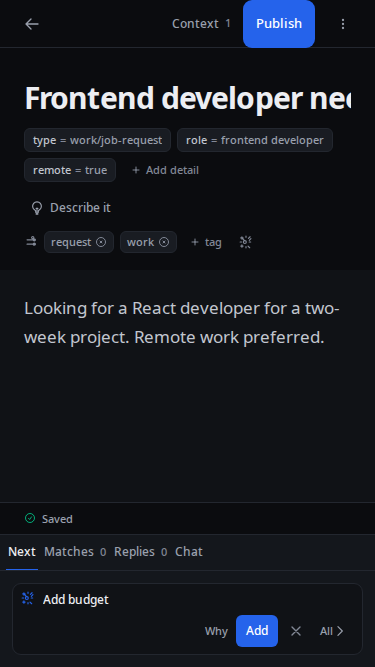 Context 1
Publish
Frontend developer nee
type = work/job-request
role = frontend developer
remote = true
+ Add detail
Describe it
request
work
+ tag
Looking for a React developer for a two-
week project. Remote work preferred.
Saved
Next Matches 0 Replies 0 Chat
Add budget
Why Add All